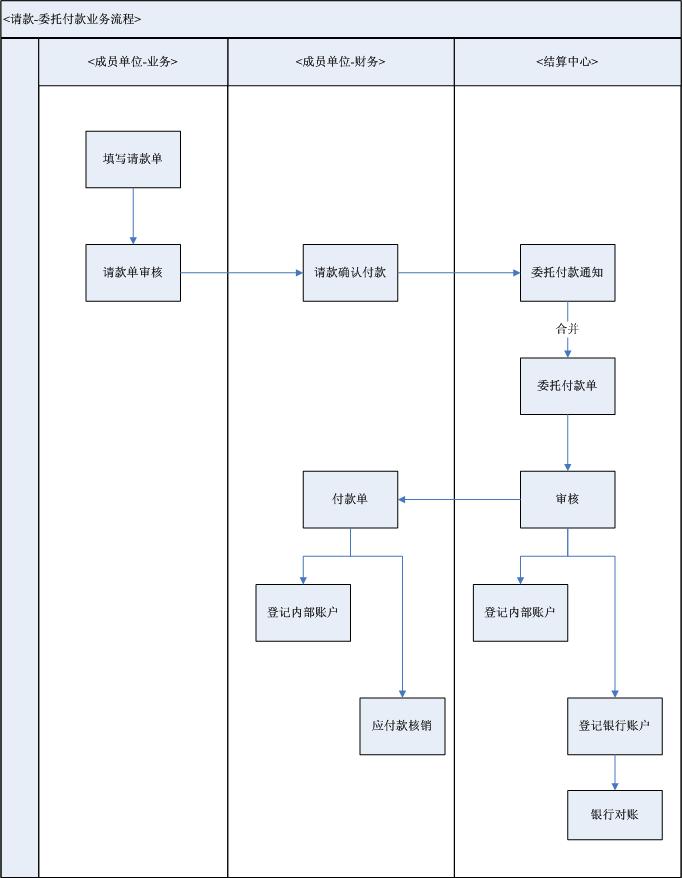 <请款-委托付款业务流程>
<成员单位-业务>
<成员单位-财务>
<结算中心>
填写请款单
请款单审核
请款确认付款
委托付款通知
合并
委托付款单
付款单
审核
登记内部账户
登记内部账户
应付款核销
登记银行账户
银行对账